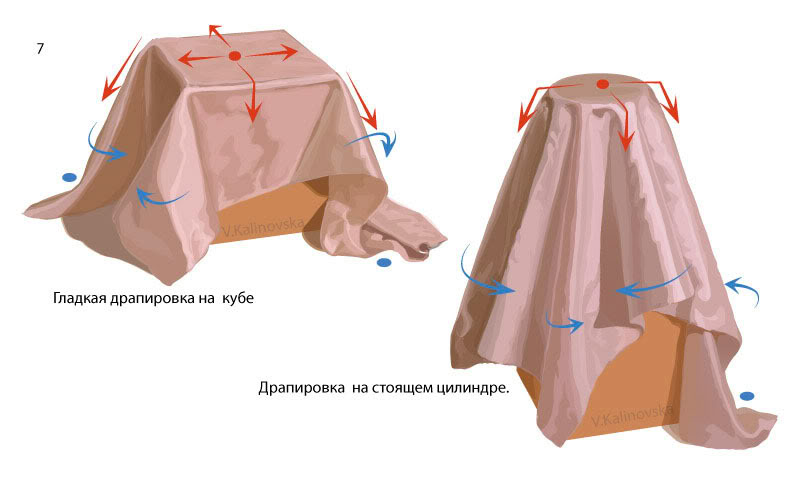 7
V.Kalinovska
Гладкая драпировка на кубе
Драпировка на стоящем цилиндре.
V.Kalinovska